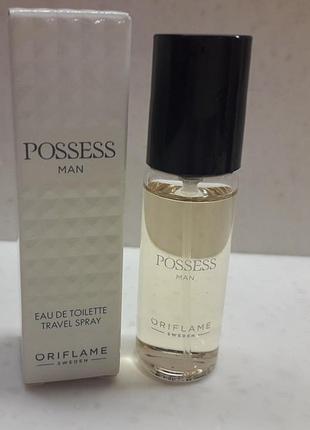 POSSESS
MAN
EAU DE TOILETTE
TRAVEL SPRAY
ORIFLAME
SWEDEN
POSSESS
MAN
ORIFLAME
SWEDEN